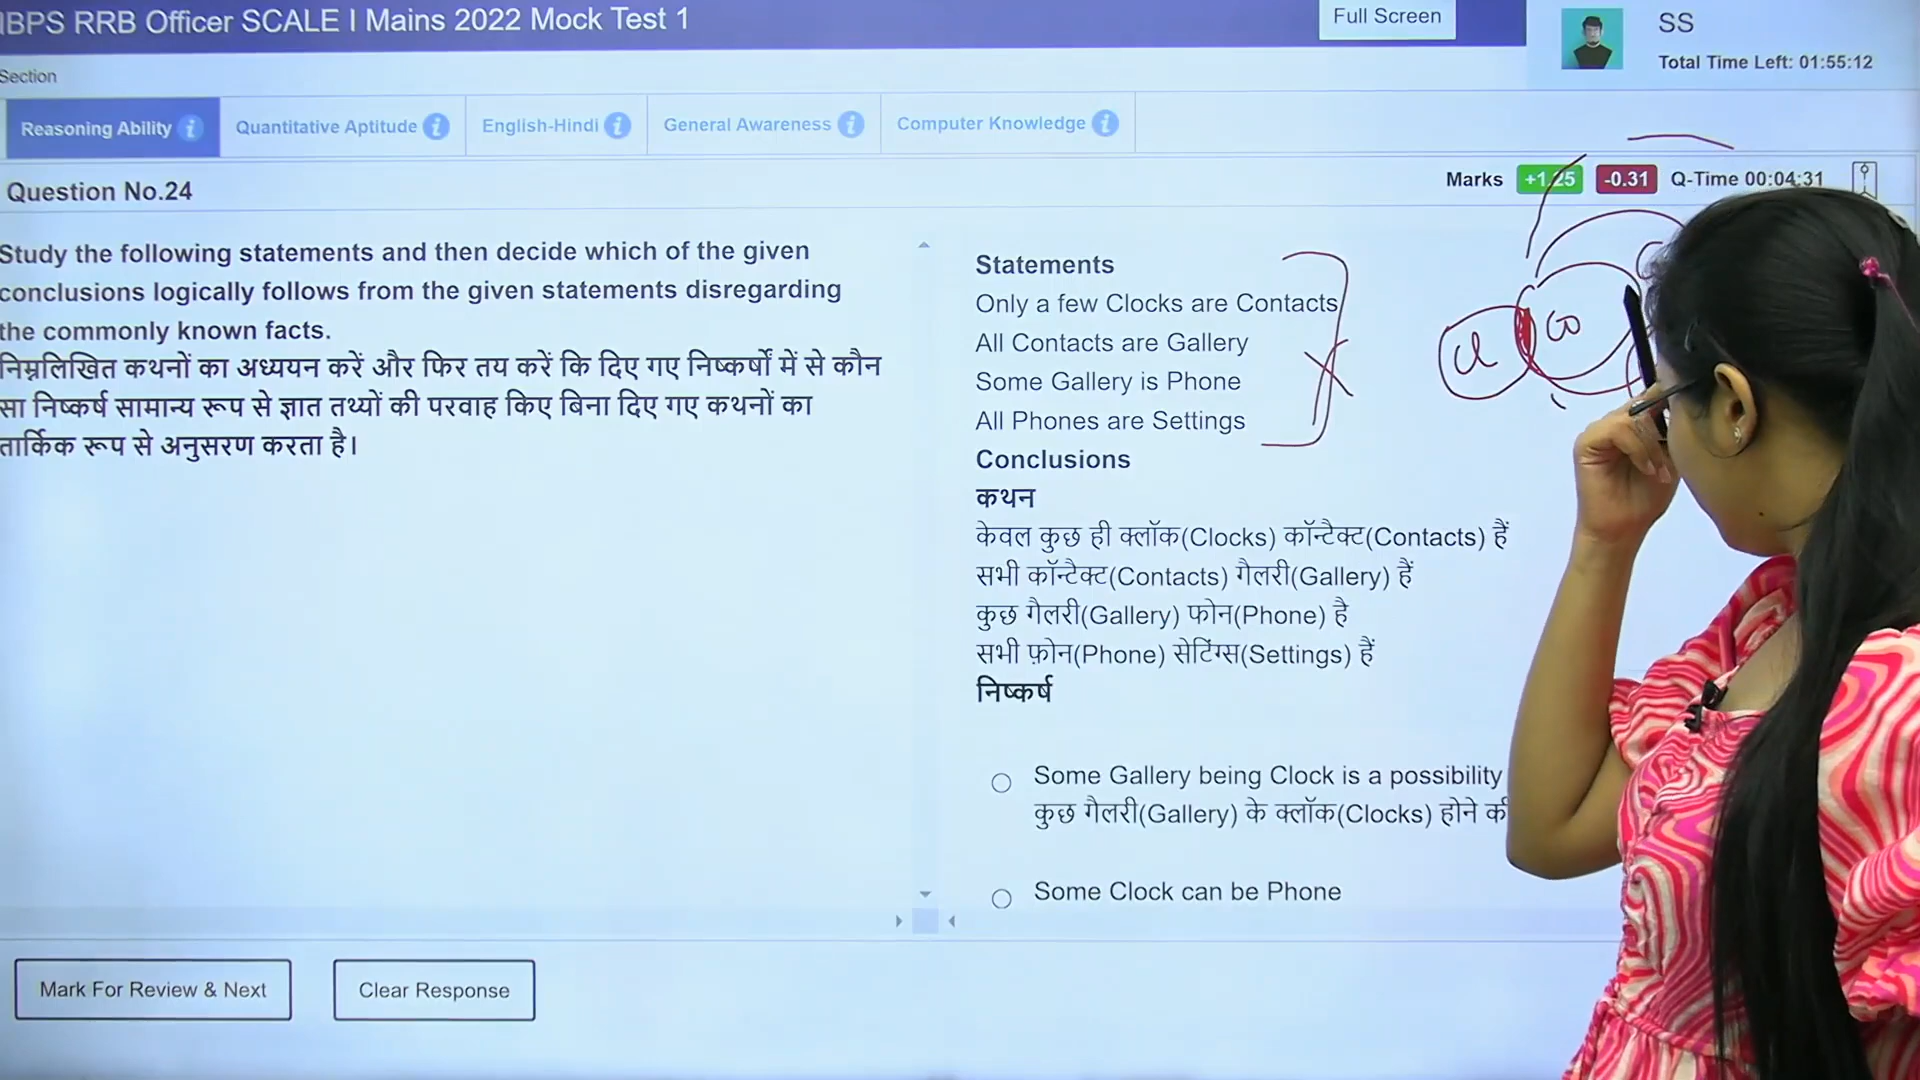 IBPS RRB Officer SCALE I Mains 2022 Mock Test 1
Full Screen
SS
Total Time Left: 01:55:12
Section
Reasoning Ability
Quantitative Aptitude
English-Hindi
General Awareness
Computer Knowledge
Question No.24
Marks +1.25 -0.31 Q-Time 00:04:31
Study the following statements and then decide which of the given
conclusions logically follows from the given statements disregarding
the commonly known facts.
निम्नलिखित कथनों का अध्ययन करें और फिर तय करें कि दिए गए निष्कर्षों में से कौन
सा निष्कर्ष सामान्य रूप से ज्ञात तथ्यों की परवाह किए बिना दिए गए कथनों का
तार्किक रूप से अनुसरण करता है।
Statements
Only a few Clocks are Contacts
All Contacts are Gallery
Some Gallery is Phone
All Phones are Settings
Conclusions
कथन
केवल कुछ ही क्लॉक(Clocks) कॉन्टैक्ट(Contacts) हैं
सभी कॉन्टैक्ट(Contacts) गैलरी(Gallery) हैं
कुछ गैलरी(Gallery) फोन(Phone) है
सभी फ़ोन(Phone) सेटिंग्स(Settings) हैं
निष्कर्ष
Some Gallery being Clock is a possibility
कुछ गैलरी(Gallery) के क्लॉक(Clocks) होने की
Some Clock can be Phone
Cl
Co
Mark For Review & Next
Clear Response